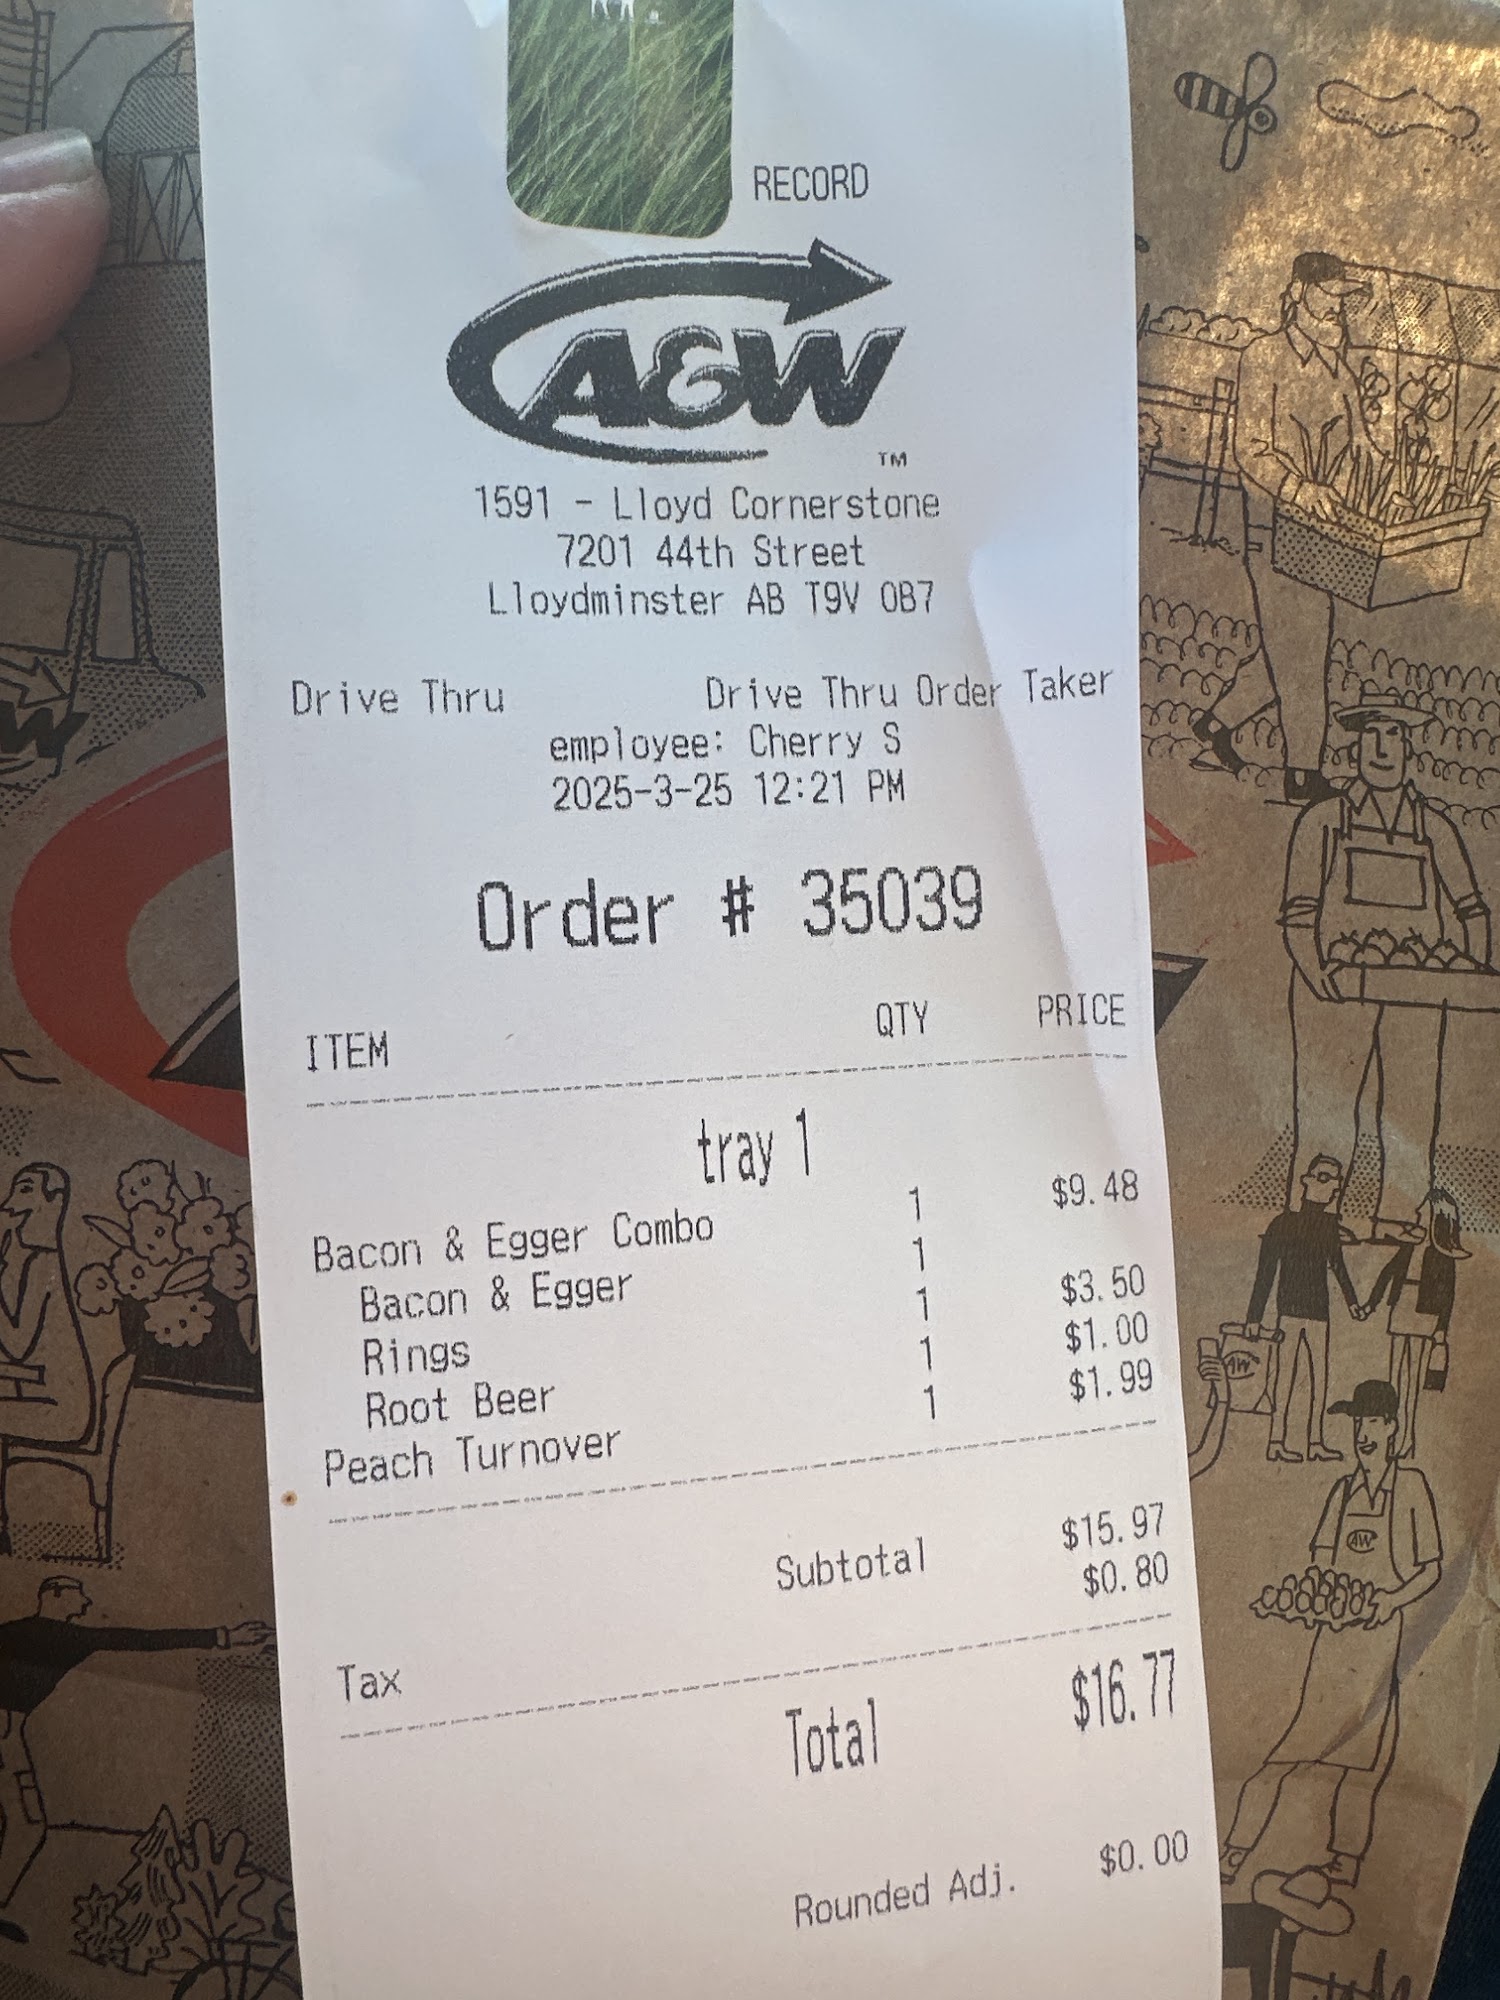 RECORD
A&W
TM
1591 - Lloyd Cornerstone
7201 44th Street
Lloydminster AB T9V 0B7
Drive Thru Drive Thru Order Taker
employee: Cherry S
2025-3-25 12:21 PM
Order # 35039
ITEM QTY PRICE
tray 1
Bacon & Egger Combo 1 $9.48
Bacon & Egger 1
Rings 1 $3.50
Root Beer 1 $1.00
Peach Turnover 1 $1.99
Subtotal $15.97
Tax $0.80
Total $16.77
Rounded Adj. $0.00
AW
AW